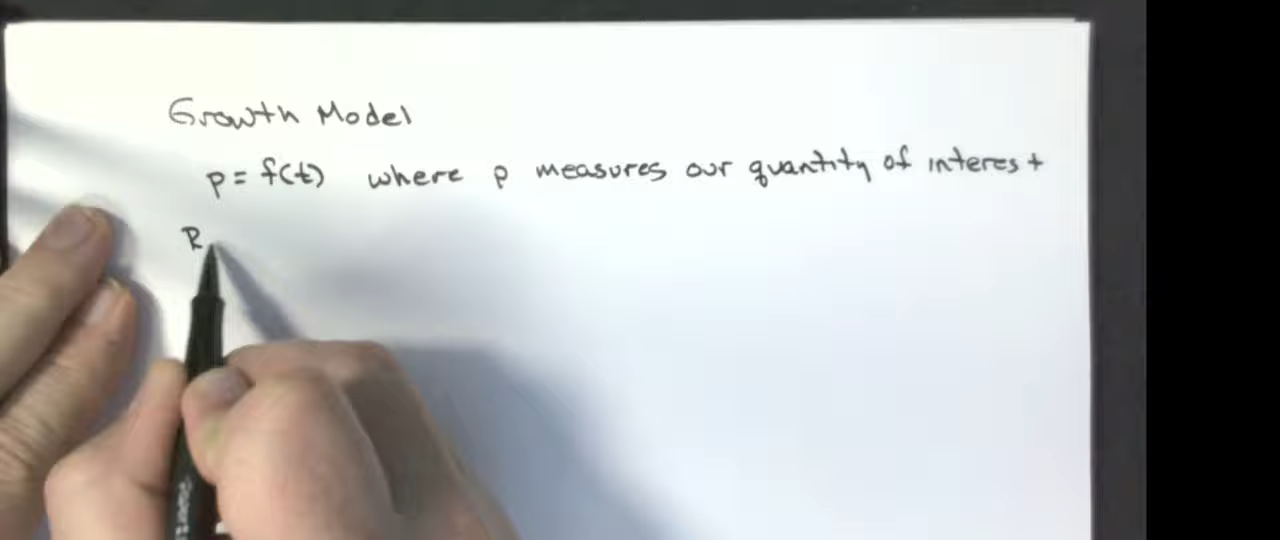 Growth Model
p = f(t) where p measures our quantity of interest
R